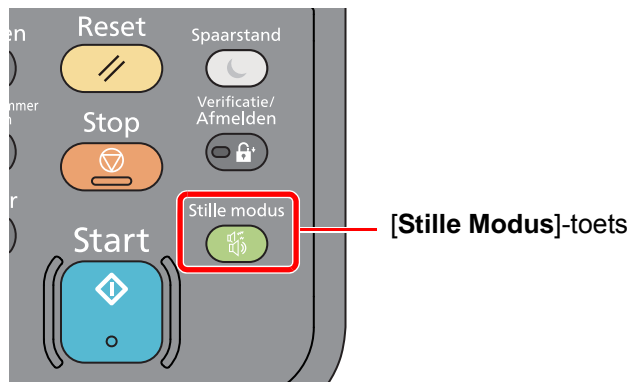 en
Reset
Spaarstand
mmer
n
Stop
Verificatie/
Afmelden
r
Stille modus
Start
[Stille Modus]-toets